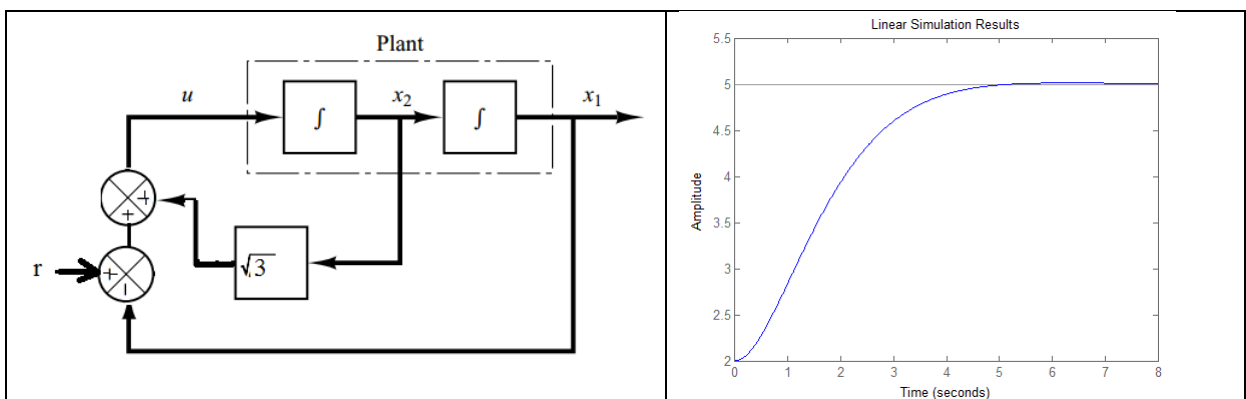 Plant
u
∫
x₂
∫
x₁
+
+
√3
r
+
−
Linear Simulation Results
Amplitude
5.5
5
4.5
4
3.5
3
2.5
2
0 1 2 3 4 5 6 7 8
Time (seconds)